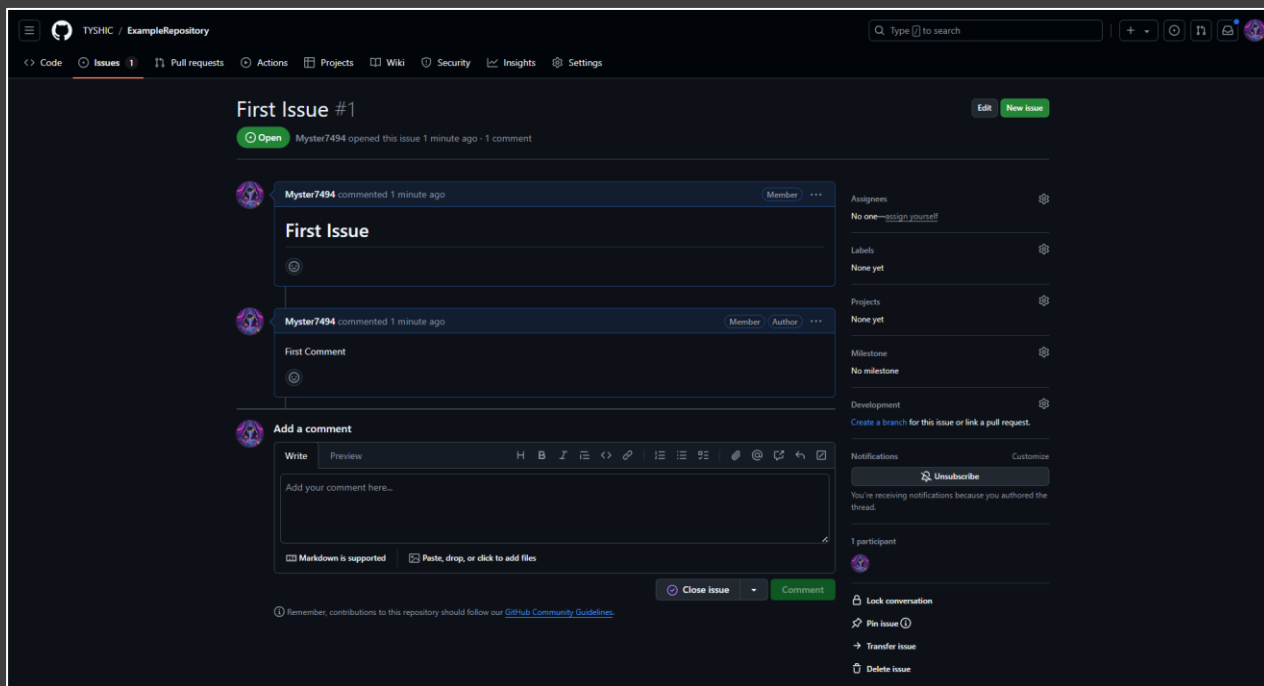 TYSHIC / ExampleRepository
Type / to search
Code
Issues 1
Pull requests
Actions
Projects
Wiki
Security
Insights
Settings
First Issue #1
Edit
New issue
Open
Myster7494 opened this issue 1 minute ago · 1 comment
Myster7494 commented 1 minute ago
Member
First Issue
Myster7494 commented 1 minute ago
Member
Author
First Comment
Add a comment
Write
Preview
H B I
Add your comment here...
Markdown is supported
Paste, drop, or click to add files
Close issue
Comment
Remember, contributions to this repository should follow our GitHub Community Guidelines.
Assignees
No one—assign yourself
Labels
None yet
Projects
None yet
Milestone
No milestone
Development
Create a branch for this issue or link a pull request.
Notifications
Customize
Unsubscribe
You're receiving notifications because you authored the
thread.
1 participant
Lock conversation
Pin issue
Transfer issue
Delete issue